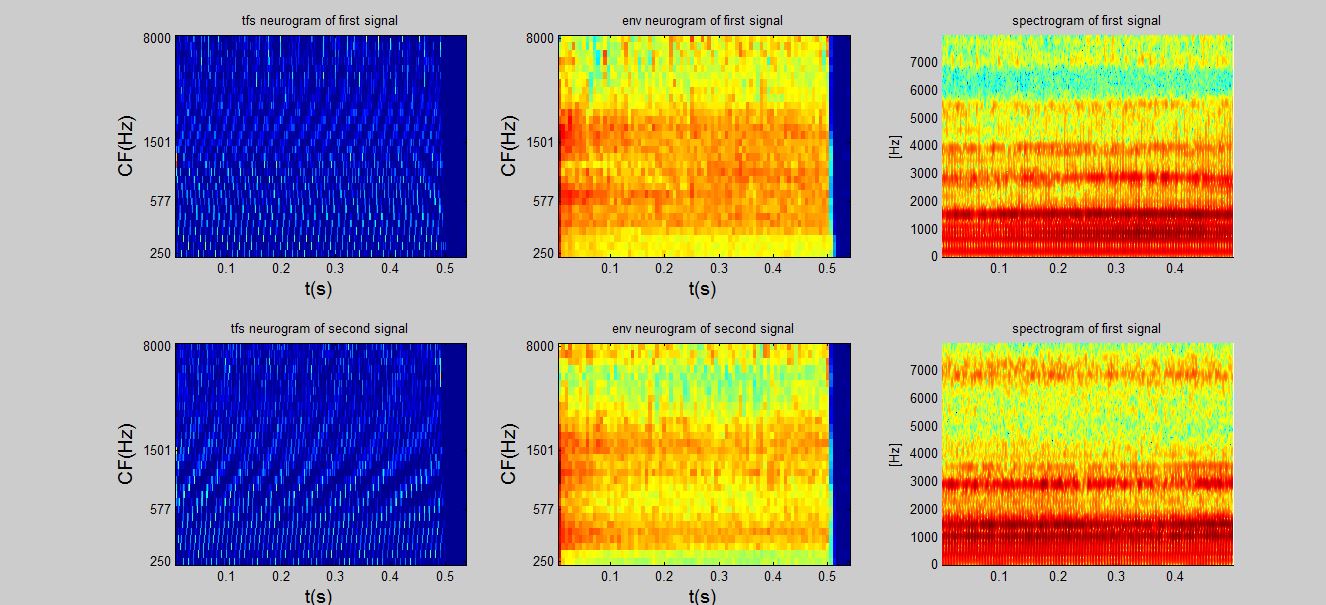 tfs neurogram of first signal
env neurogram of first signal
spectrogram of first signal
8000
1501
577
250
CF(Hz)
0.1 0.2 0.3 0.4 0.5
t(s)
8000
1501
577
250
CF(Hz)
0.1 0.2 0.3 0.4 0.5
t(s)
7000
6000
5000
4000
3000
2000
1000
0
[Hz]
0.1 0.2 0.3 0.4
tfs neurogram of second signal
env neurogram of second signal
spectrogram of first signal
8000
1501
577
250
CF(Hz)
0.1 0.2 0.3 0.4 0.5
t(s)
8000
1501
577
250
CF(Hz)
0.1 0.2 0.3 0.4 0.5
t(s)
7000
6000
5000
4000
3000
2000
1000
0
[Hz]
0.1 0.2 0.3 0.4